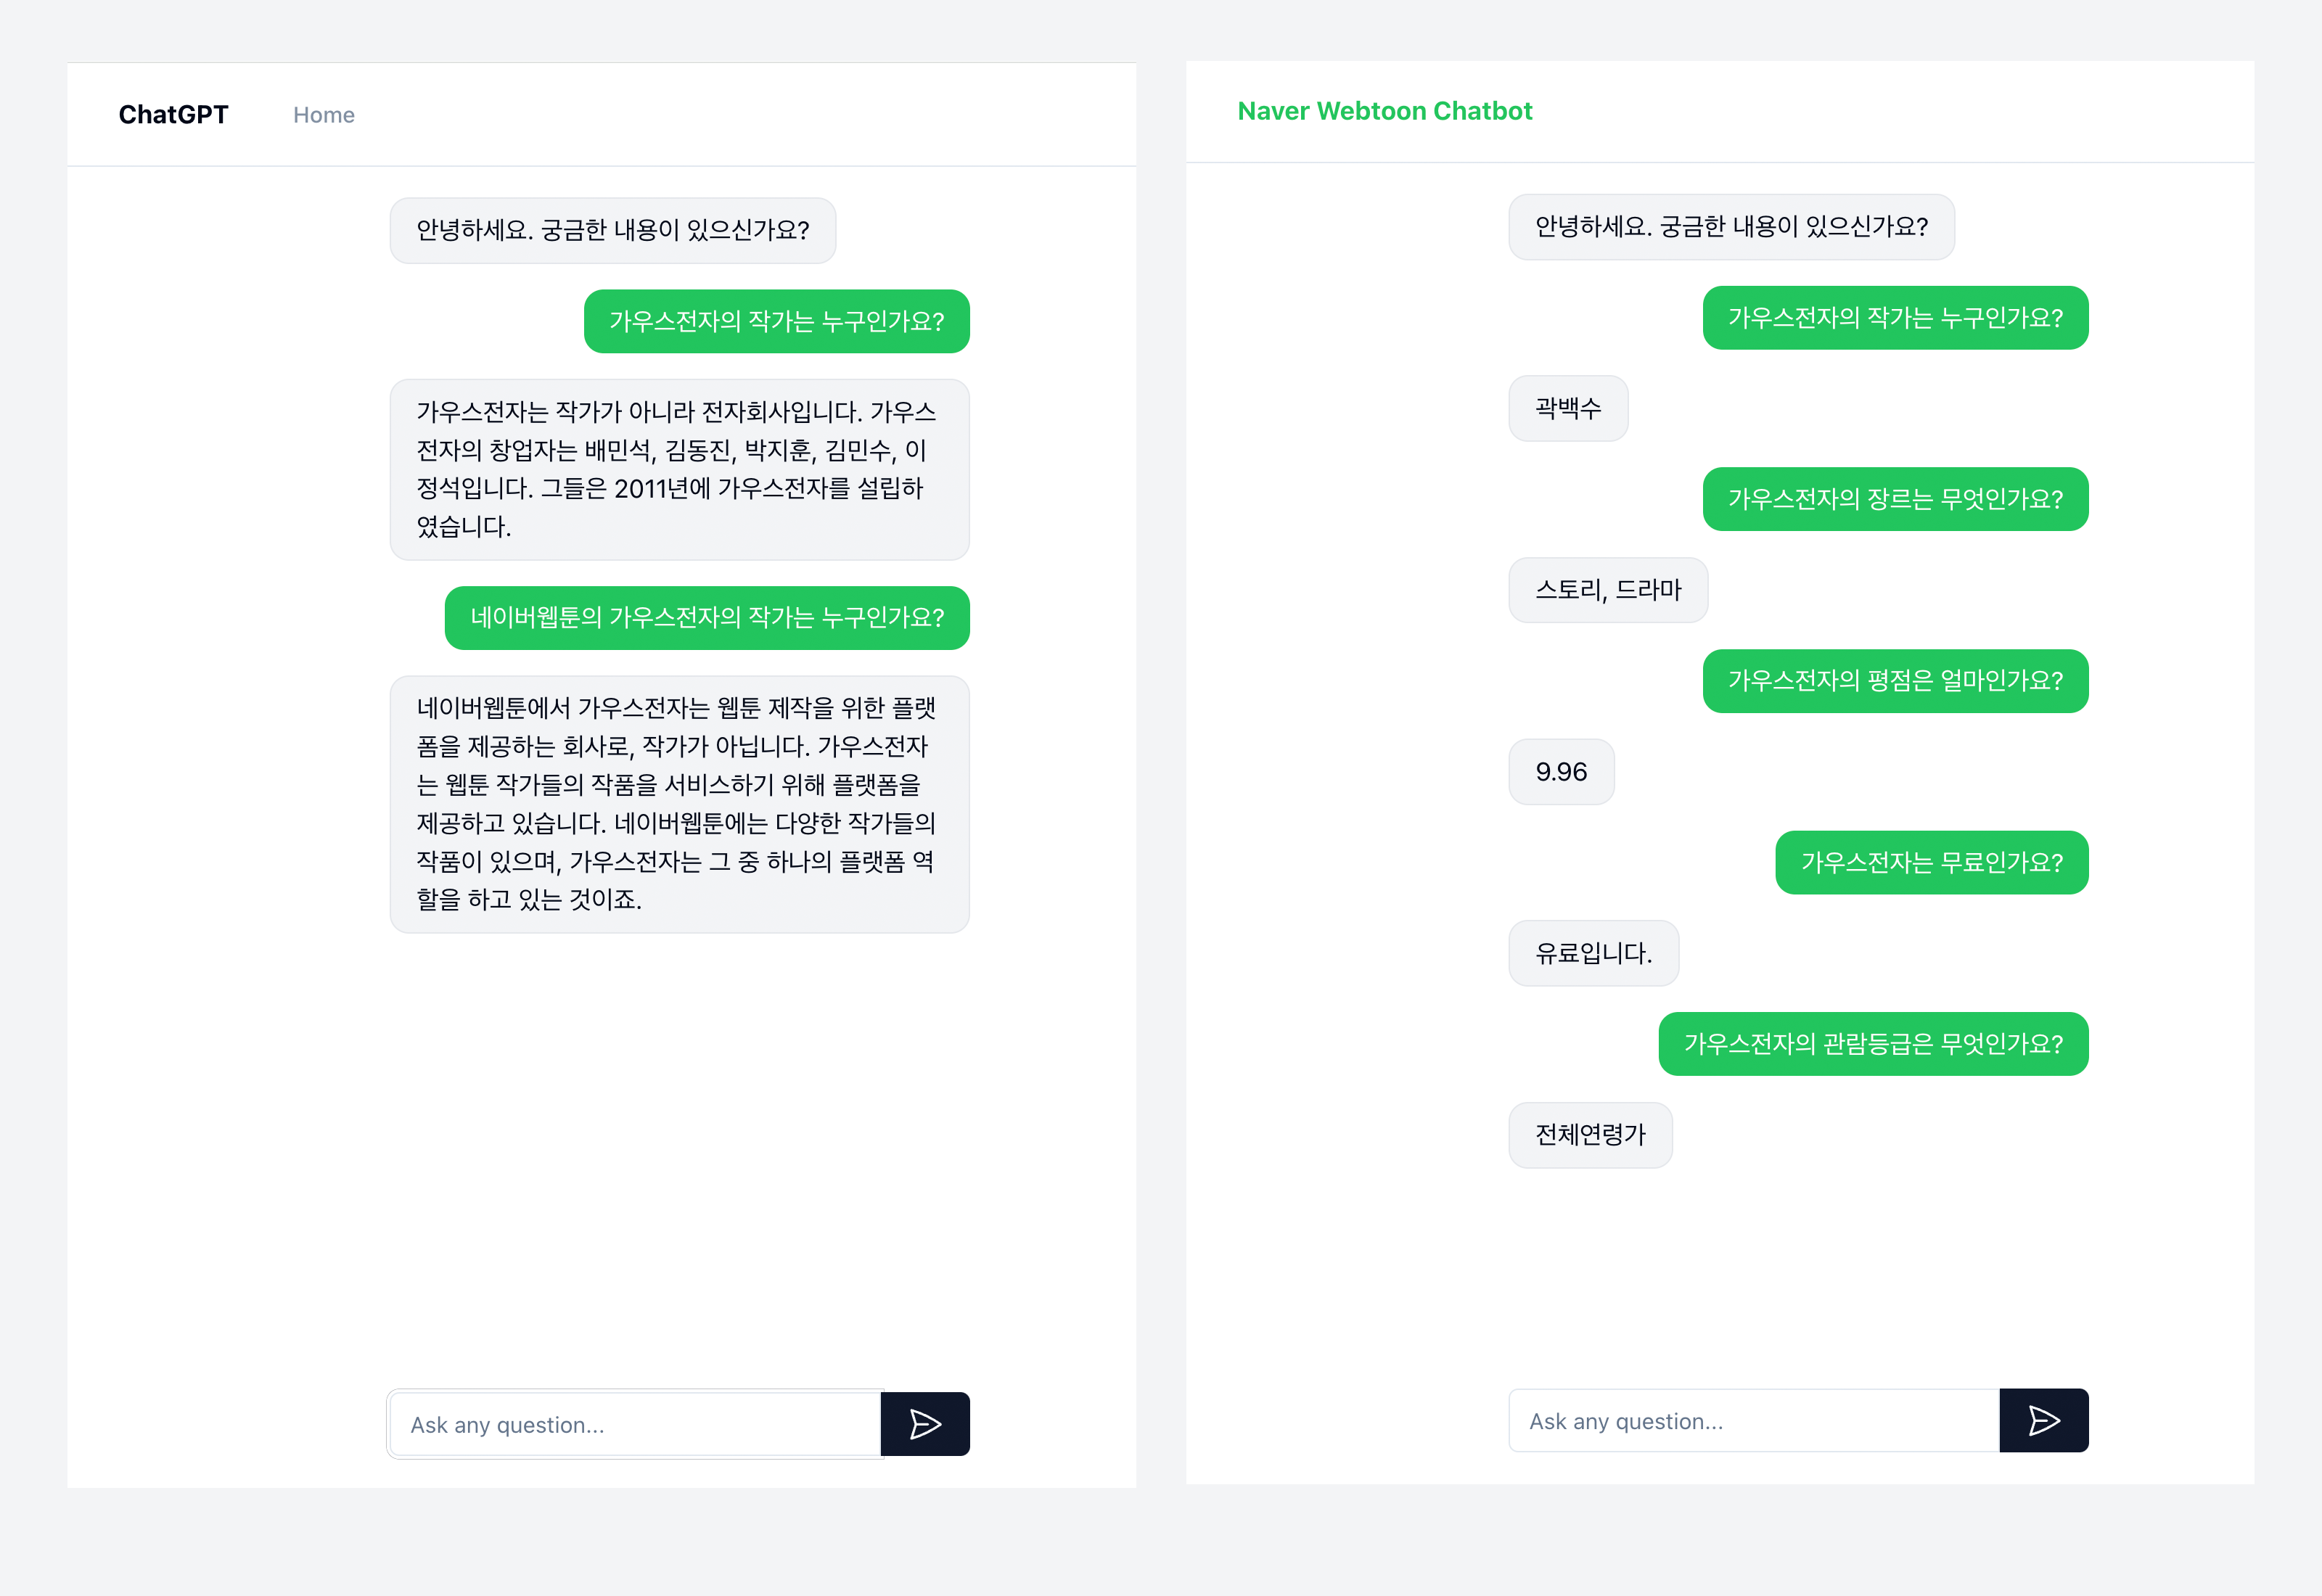 ChatGPT
Home
안녕하세요. 궁금한 내용이 있으신가요?
가우스전자의 작가는 누구인가요?
가우스전자는 작가가 아니라 전자회사입니다. 가우스
전자의 창업자는 배민석, 김동진, 박지훈, 김민수, 이
정석입니다. 그들은 2011년에 가우스전자를 설립하
였습니다.
네이버웹툰의 가우스전자의 작가는 누구인가요?
네이버웹툰에서 가우스전자는 웹툰 제작을 위한 플랫
폼을 제공하는 회사로, 작가가 아닙니다. 가우스전자
는 웹툰 작가들의 작품을 서비스하기 위해 플랫폼을
제공하고 있습니다. 네이버웹툰에는 다양한 작가들의
작품이 있으며, 가우스전자는 그 중 하나의 플랫폼 역
할을 하고 있는 것이죠.
Ask any question...
Naver Webtoon Chatbot
안녕하세요. 궁금한 내용이 있으신가요?
가우스전자의 작가는 누구인가요?
곽백수
가우스전자의 장르는 무엇인가요?
스토리, 드라마
가우스전자의 평점은 얼마인가요?
9.96
가우스전자는 무료인가요?
유료입니다.
가우스전자의 관람등급은 무엇인가요?
전체연령가
Ask any question...